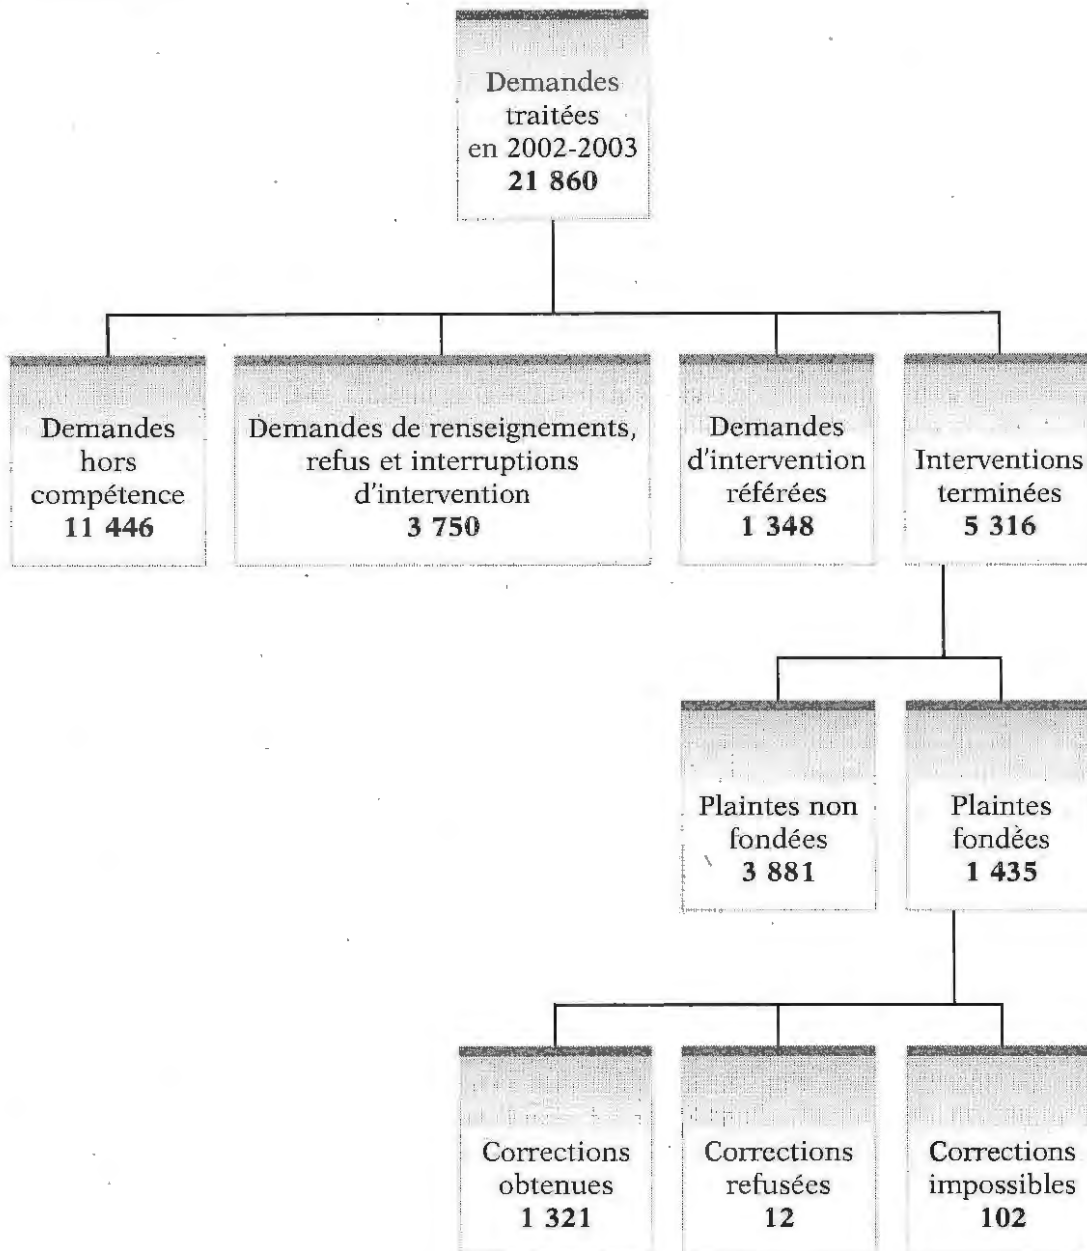 Demandes
traitées
en 2002-2003
21 860
Demandes
hors
compétence
11 446
Demandes de renseignements,
refus et interruptions
d'intervention
3 750
Demandes
d'intervention
référées
1 348
Interventions
terminées
5 316
Plaintes non
fondées
3 881
Plaintes
fondées
1 435
Corrections
obtenues
1 321
Corrections
refusées
12
Corrections
impossibles
102